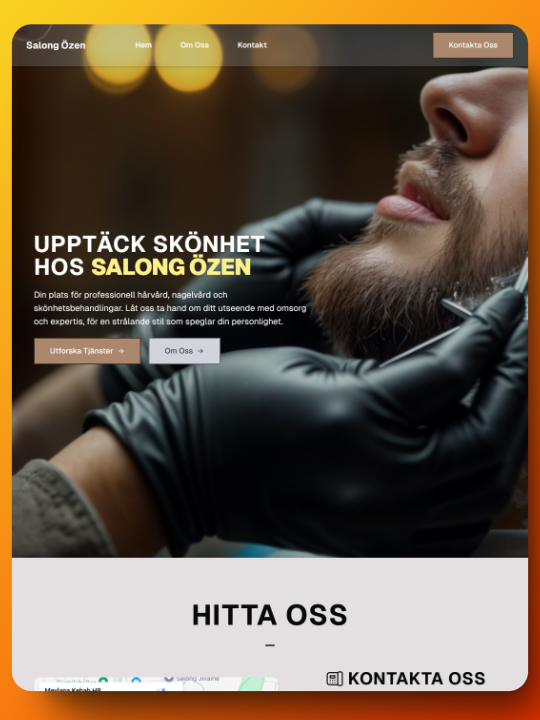 Salong Özen Hem Om Oss Kontakt Kontakta Oss
UPPTÄCK SKÖNHET
HOS SALONG ÖZEN
Din plats för professionell hårvård, nagelvård och
skönhetsbehandlingar. Låt oss ta hand om ditt utseende med omsorg
och expertis, för en strålande stil som speglar din personlighet.
Utforska Tjänster → Om Oss →
HITTA OSS
KONTAKTA OSS
Salong Jilaine
Mevlana Kebab HB